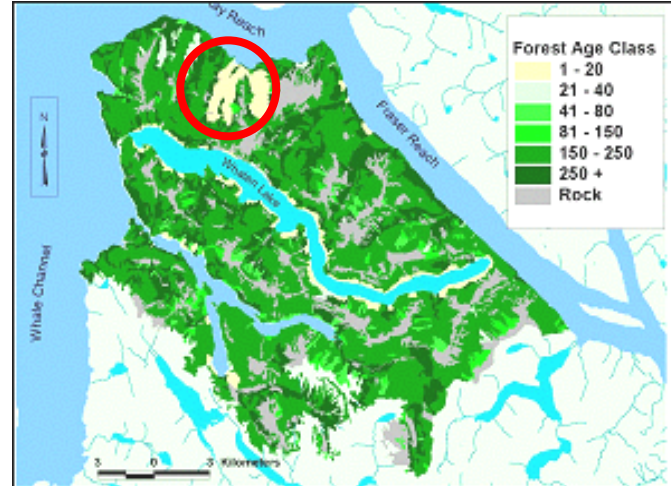 Reach
Forest Age Class
1 - 20
21 - 40
41 - 80
81 - 150
150 - 250
250 +
Rock
N
Fraser Reach
Whalen Lake
Whale Channel
3 0 3 Kilometers